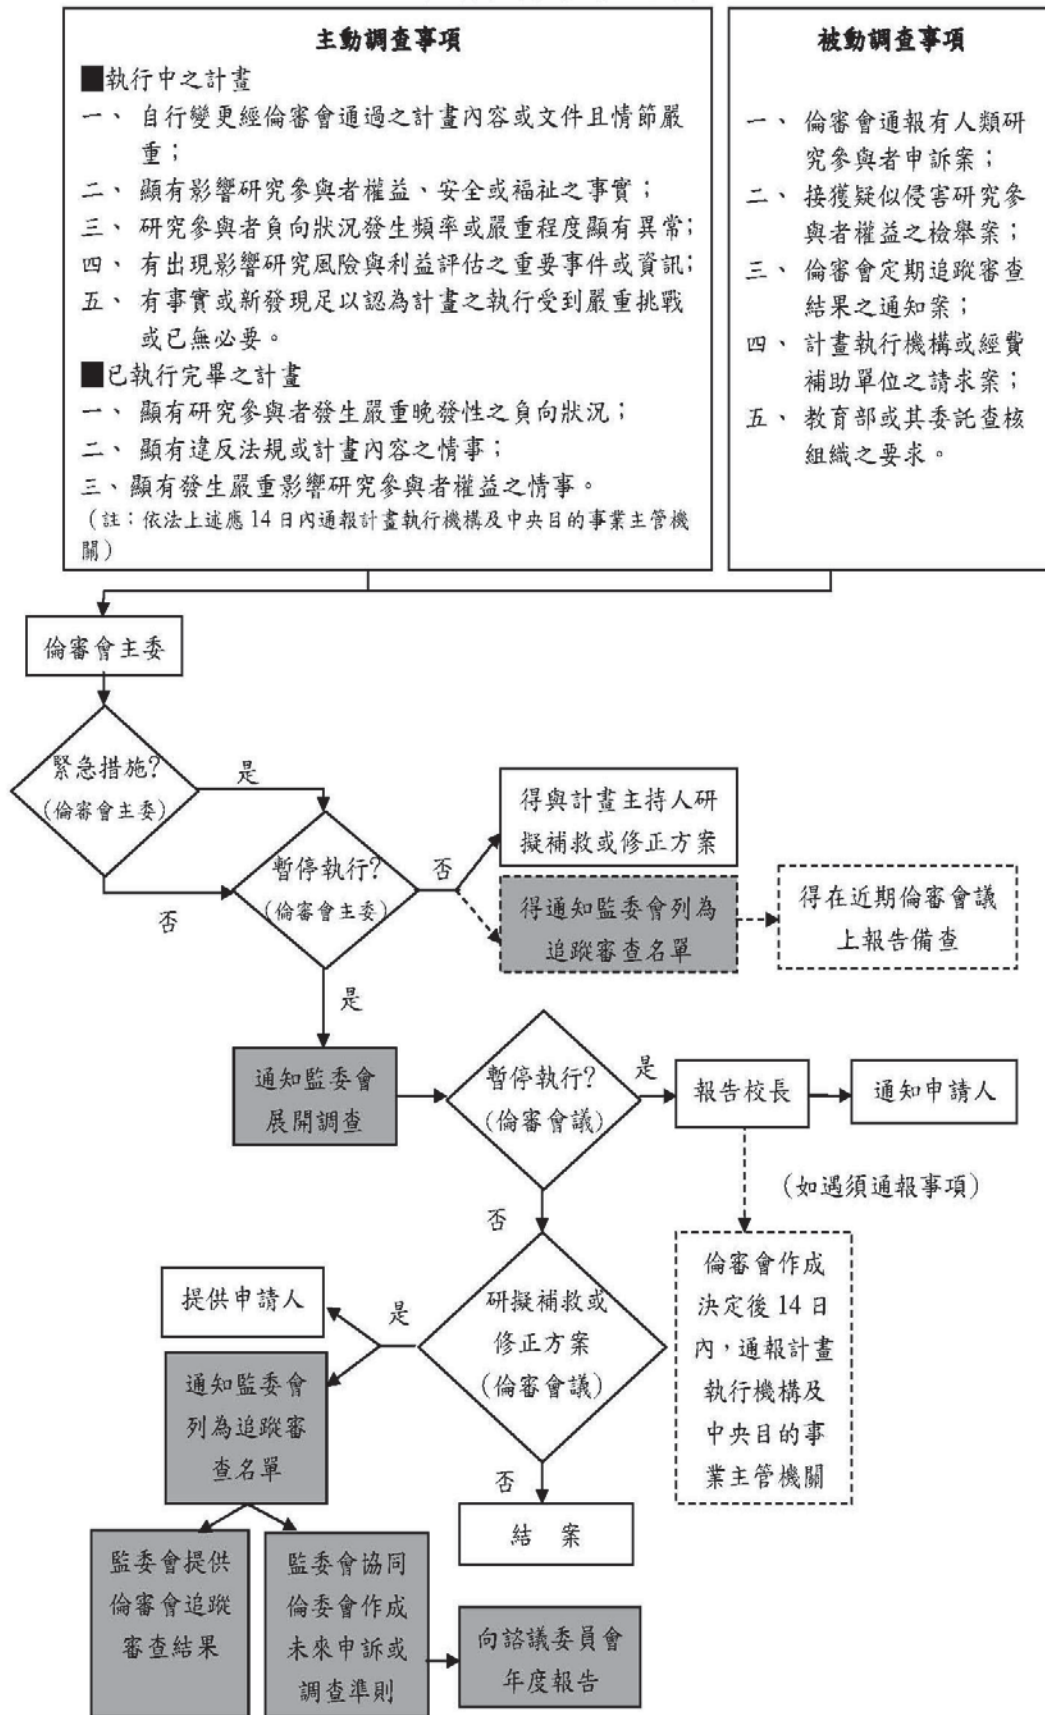 主動調查事項
■執行中之計畫
一、 自行變更經倫審會通過之計畫內容或文件且情節嚴
重；
二、 顯有影響研究參與者權益、安全或福祉之事實；
三、 研究參與者負向狀況發生頻率或嚴重程度顯有異常；
四、 有出現影響研究風險與利益評估之重要事件或資訊；
五、 有事實或新發現足以認為計畫之執行受到嚴重挑戰
或已無必要。
■已執行完畢之計畫
一、 顯有研究參與者發生嚴重晚發性之負向狀況；
二、 顯有違反法規或計畫內容之情事；
三、顯有發生嚴重影響研究參與者權益之情事。
（註：依法上述應 14 日內通報計畫執行機構及中央目的事業主管機
關）
被動調查事項
一、 倫審會通報有人類研
究參與者申訴案；
二、 接獲疑似侵害研究參
與者權益之檢舉案；
三、 倫審會定期追蹤審查
結果之通知案；
四、 計畫執行機構或經費
補助單位之請求案；
五、 教育部或其委託查核
組織之要求。
倫審會主委
緊急措施?
(倫審會主委)
是
否
暫停執行?
(倫審會主委)
否
是
得與計畫主持人研
擬補救或修正方案
得通知監委會列為
追蹤審查名單
得在近期倫審會議
上報告備查
通知監委會
展開調查
暫停執行?
(倫審會議)
是
否
報告校長
通知申請人
(如遇須通報事項)
倫審會作成
決定後 14 日
內，通報計畫
執行機構及
中央目的事
業主管機關
研擬補救或
修正方案
(倫審會議)
是
否
提供申請人
通知監委會
列為追蹤審
查名單
結 案
監委會提供
倫審會追蹤
審查結果
監委會協同
倫委會作成
未來申訴或
調查準則
向諮議委員會
年度報告